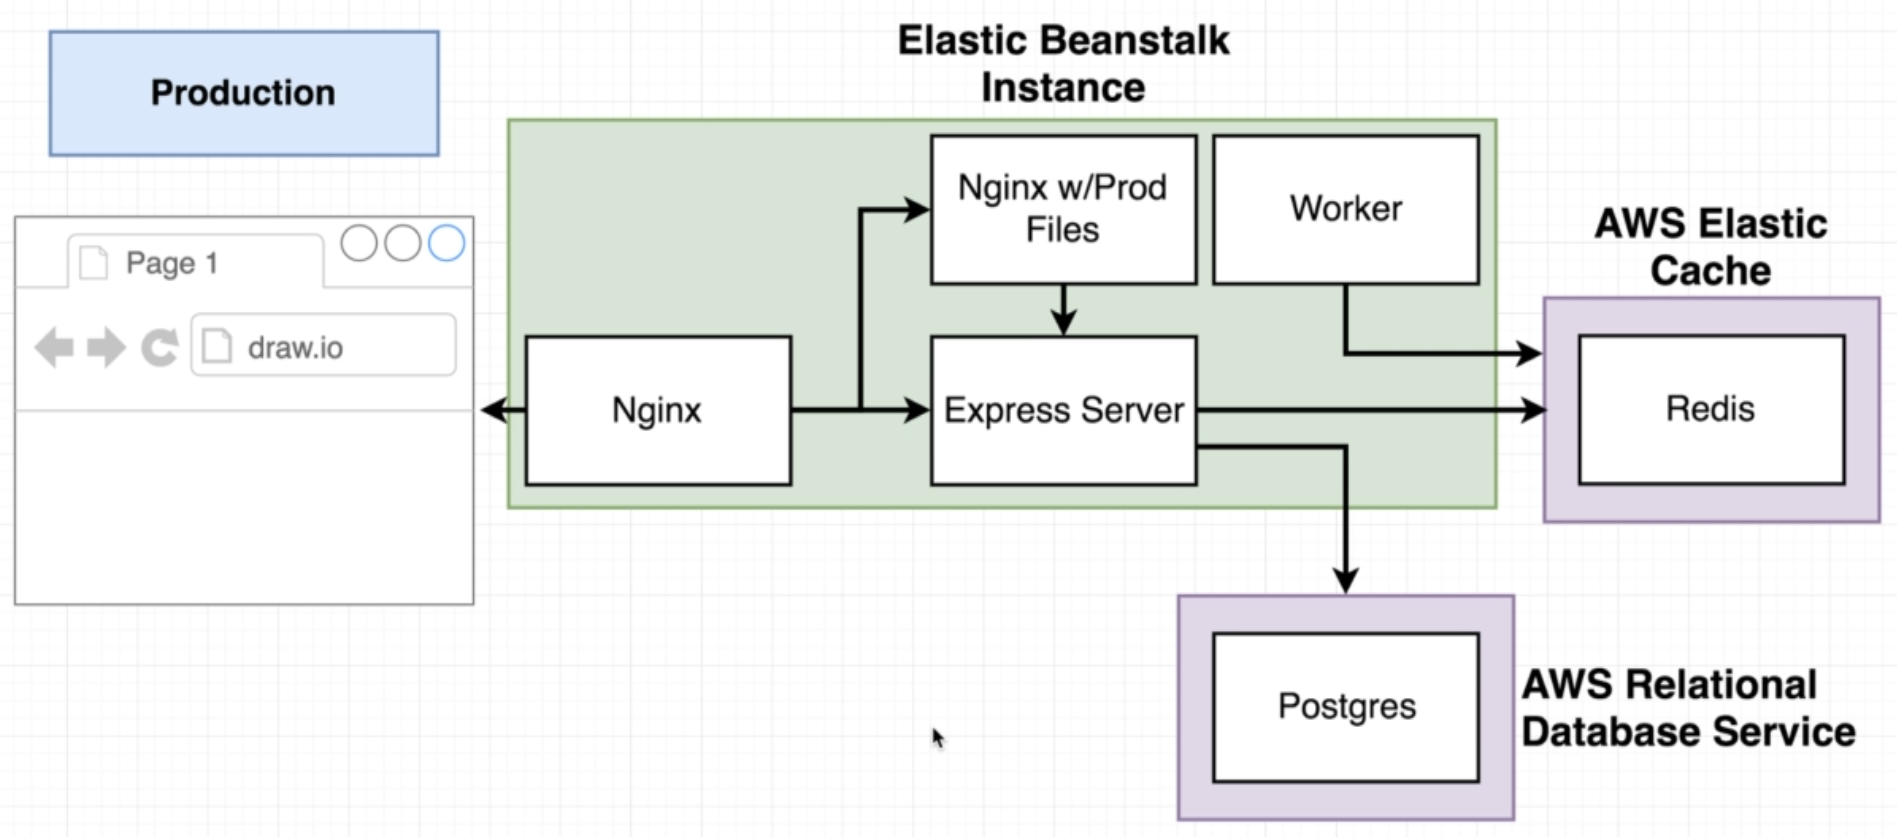 Elastic Beanstalk
Instance
Production
Nginx w/Prod
Files
Worker
AWS Elastic
Cache
Page 1
draw.io
Nginx
Express Server
Redis
Postgres
AWS Relational
Database Service